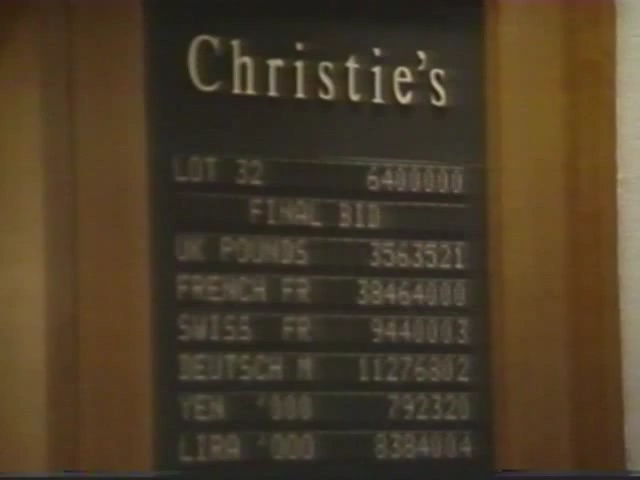 Christie's
LOT 32 6400000
FINAL BID
UK POUNDS 3563521
FRENCH FR 38464000
SWISS FR 9440003
DEUTSCH M 11276802
YEN '000 792320
LIRA '000 8384004